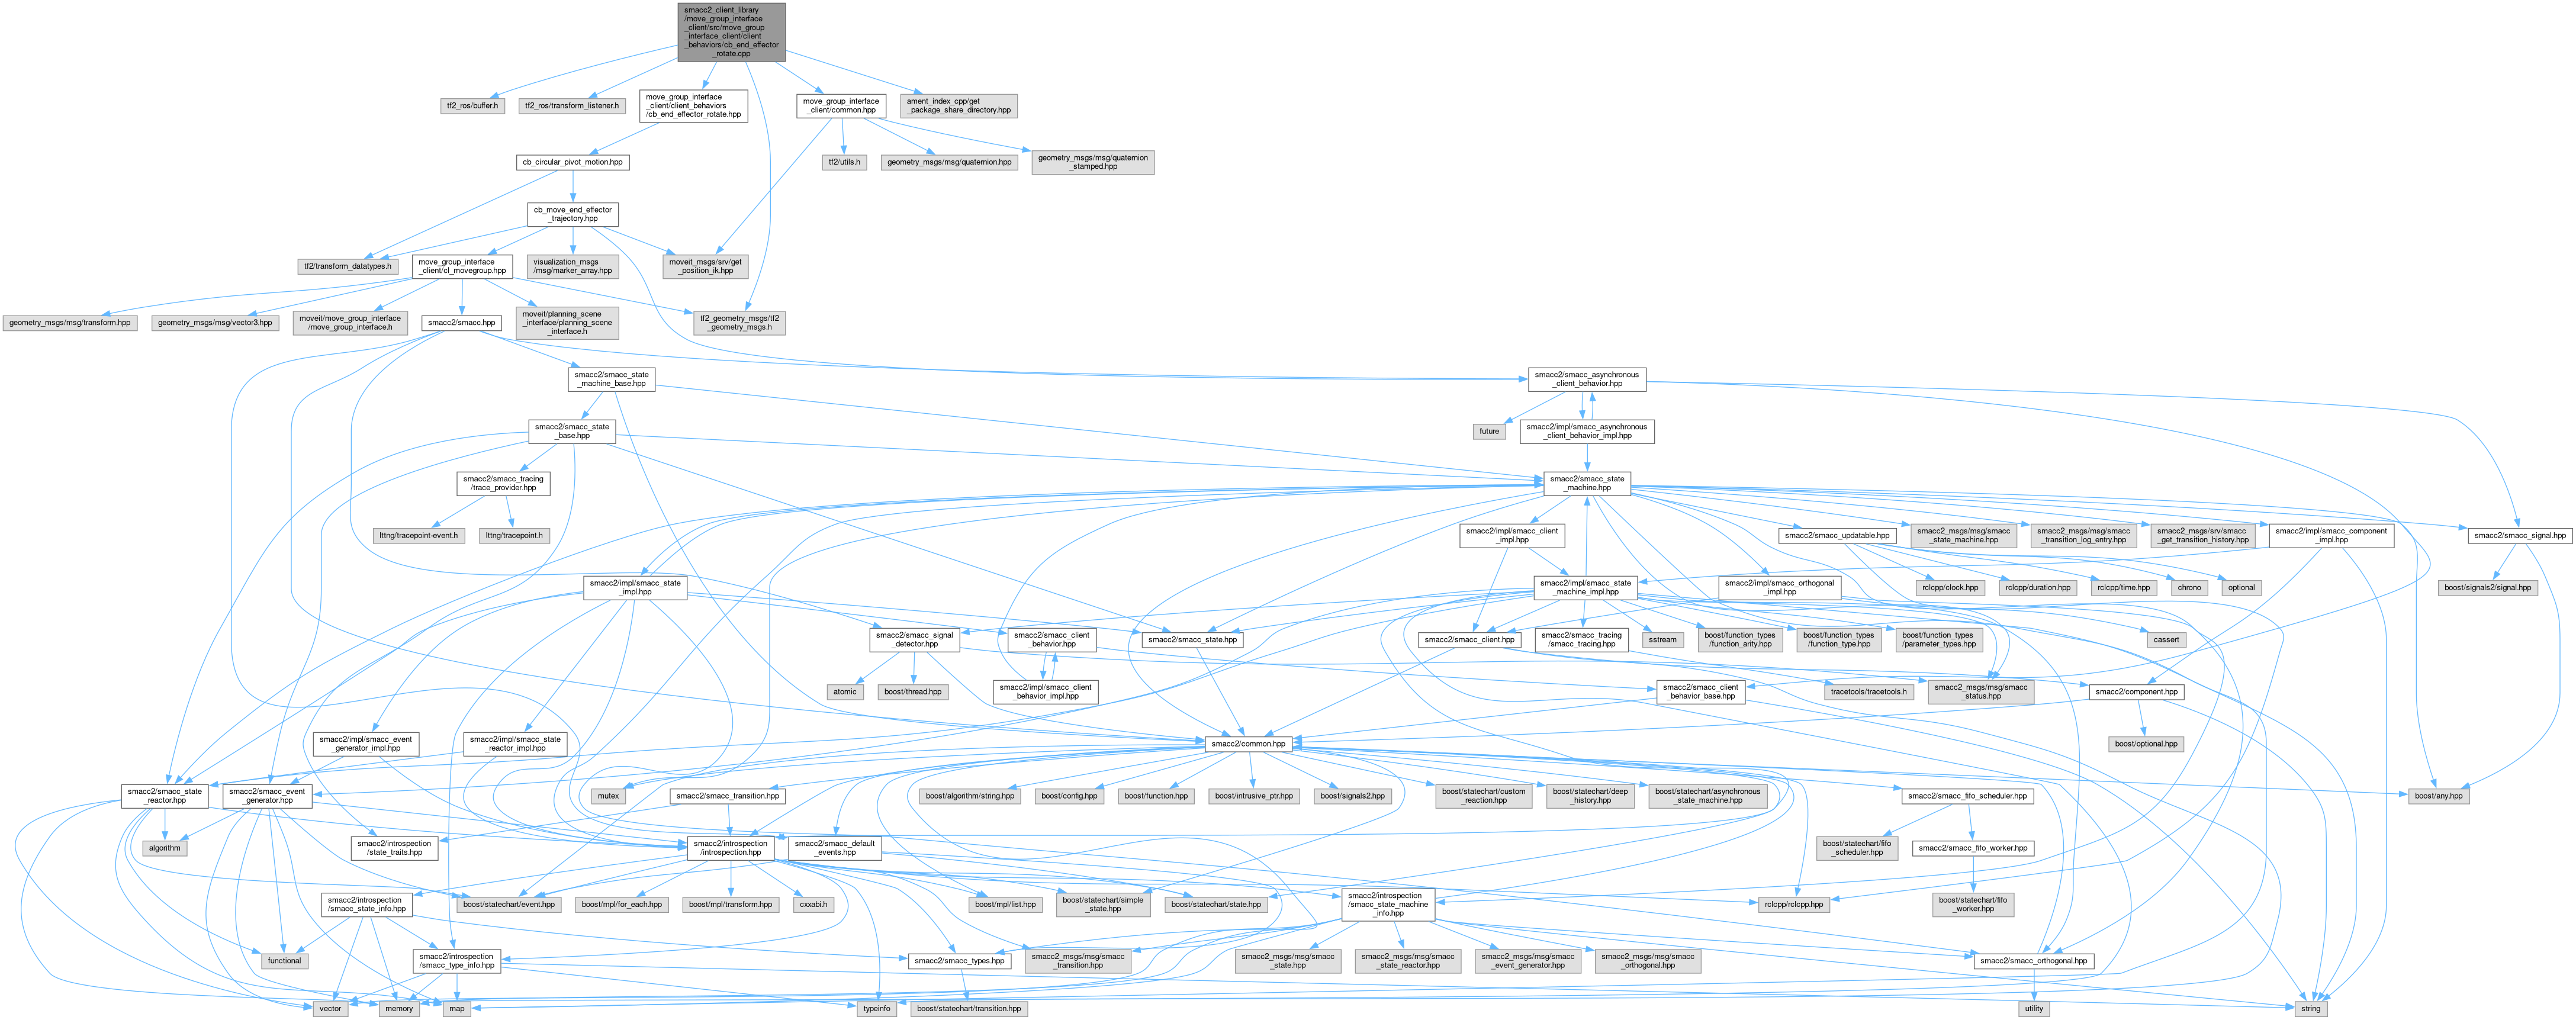 smacc2_client_library
/move_group_interface
_client/src/move_group
_interface_client/client
_behaviors/cb_end_effector
_rotate.cpp
tf2_ros/buffer.h
tf2_ros/transform_listener.h
move_group_interface
_client/client_behaviors
/cb_end_effector_rotate.hpp
move_group_interface
_client/common.hpp
ament_index_cpp/get
_package_share_directory.hpp
cb_circular_pivot_motion.hpp
tf2/utils.h
geometry_msgs/msg/quaternion.hpp
geometry_msgs/msg/quaternion
_stamped.hpp
cb_move_end_effector
_trajectory.hpp
tf2/transform_datatypes.h
move_group_interface
_client/cl_movegroup.hpp
visualization_msgs
/msg/marker_array.hpp
moveit_msgs/srv/get
_position_ik.hpp
geometry_msgs/msg/transform.hpp
geometry_msgs/msg/vector3.hpp
moveit/move_group_interface
/move_group_interface.h
smacc2/smacc.hpp
moveit/planning_scene
_interface/planning_scene
_interface.h
tf2_geometry_msgs/tf2
_geometry_msgs.h
smacc2/smacc_state
_machine_base.hpp
smacc2/smacc_asynchronous
_client_behavior.hpp
smacc2/smacc_state
_base.hpp
future
smacc2/impl/smacc_asynchronous
_client_behavior_impl.hpp
smacc2/smacc_tracing
/trace_provider.hpp
smacc2/smacc_state
_machine.hpp
lttng/tracepoint-event.h
lttng/tracepoint.h
smacc2/impl/smacc_client
_impl.hpp
smacc2/smacc_updatable.hpp
smacc2_msgs/msg/smacc
_state_machine.hpp
smacc2_msgs/msg/smacc
_transition_log_entry.hpp
smacc2_msgs/srv/smacc
_get_transition_history.hpp
smacc2/impl/smacc_component
_impl.hpp
smacc2/smacc_signal.hpp
smacc2/impl/smacc_state
_impl.hpp
smacc2/impl/smacc_state
_machine_impl.hpp
smacc2/impl/smacc_orthogonal
_impl.hpp
rclcpp/clock.hpp
rclcpp/duration.hpp
rclcpp/time.hpp
chrono
optional
boost/signals2/signal.hpp
smacc2/smacc_signal
_detector.hpp
smacc2/smacc_client
_behavior.hpp
smacc2/smacc_state.hpp
smacc2/smacc_client.hpp
smacc2/smacc_tracing
/smacc_tracing.hpp
sstream
boost/function_types
/function_arity.hpp
boost/function_types
/function_type.hpp
boost/function_types
/parameter_types.hpp
cassert
atomic
boost/thread.hpp
smacc2/impl/smacc_client
_behavior_impl.hpp
smacc2/smacc_client
_behavior_base.hpp
tracetools/tracetools.h
smacc2_msgs/msg/smacc
_status.hpp
smacc2/component.hpp
smacc2/impl/smacc_event
_generator_impl.hpp
smacc2/impl/smacc_state
_reactor_impl.hpp
smacc2/common.hpp
boost/optional.hpp
smacc2/smacc_state
_reactor.hpp
smacc2/smacc_event
_generator.hpp
mutex
smacc2/smacc_transition.hpp
boost/algorithm/string.hpp
boost/config.hpp
boost/function.hpp
boost/intrusive_ptr.hpp
boost/signals2.hpp
boost/statechart/custom
_reaction.hpp
boost/statechart/deep
_history.hpp
boost/statechart/asynchronous
_state_machine.hpp
smacc2/smacc_fifo_scheduler.hpp
boost/any.hpp
algorithm
smacc2/introspection
/state_traits.hpp
smacc2/introspection
/introspection.hpp
smacc2/smacc_default
_events.hpp
boost/statechart/fifo
_scheduler.hpp
smacc2/smacc_fifo_worker.hpp
smacc2/introspection
/smacc_state_info.hpp
boost/statechart/event.hpp
boost/mpl/for_each.hpp
boost/mpl/transform.hpp
cxxabi.h
boost/mpl/list.hpp
boost/statechart/simple
_state.hpp
boost/statechart/state.hpp
smacc2/introspection
/smacc_state_machine
_info.hpp
rclcpp/rclcpp.hpp
boost/statechart/fifo
_worker.hpp
functional
smacc2/introspection
/smacc_type_info.hpp
smacc2/smacc_types.hpp
smacc2_msgs/msg/smacc
_transition.hpp
smacc2_msgs/msg/smacc
_state.hpp
smacc2_msgs/msg/smacc
_state_reactor.hpp
smacc2_msgs/msg/smacc
_event_generator.hpp
smacc2_msgs/msg/smacc
_orthogonal.hpp
smacc2/smacc_orthogonal.hpp
vector
memory
map
typeinfo
boost/statechart/transition.hpp
utility
string